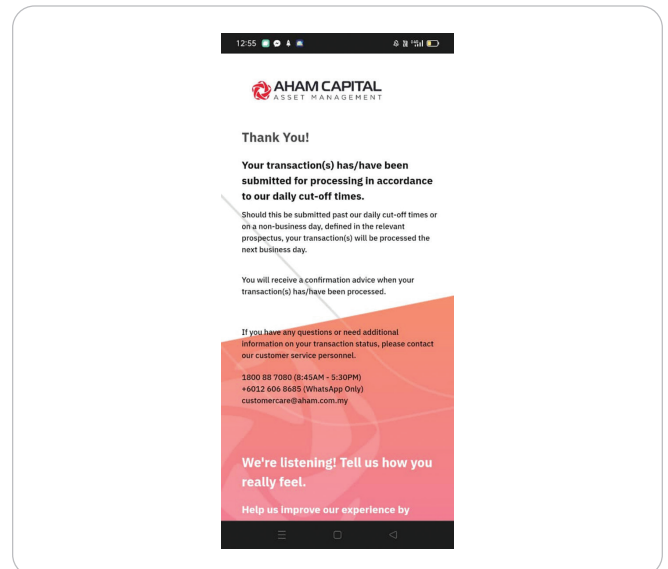 12:55
AHAM CAPITAL
ASSET MANAGEMENT
Thank You!
Your transaction(s) has/have been
submitted for processing in accordance
to our daily cut-off times.
Should this be submitted past our daily cut-off times or
on a non-business day, defined in the relevant
prospectus, your transaction(s) will be processed the
next business day.
You will receive a confirmation advice when your
transaction(s) has/have been processed.
If you have any questions or need additional
information on your transaction status, please contact
our customer service personnel.
1800 88 7080 (8:45AM - 5:30PM)
+6012 606 8685 (WhatsApp Only)
customercare@aham.com.my
We're listening! Tell us how you
really feel.
Help us improve our experience by